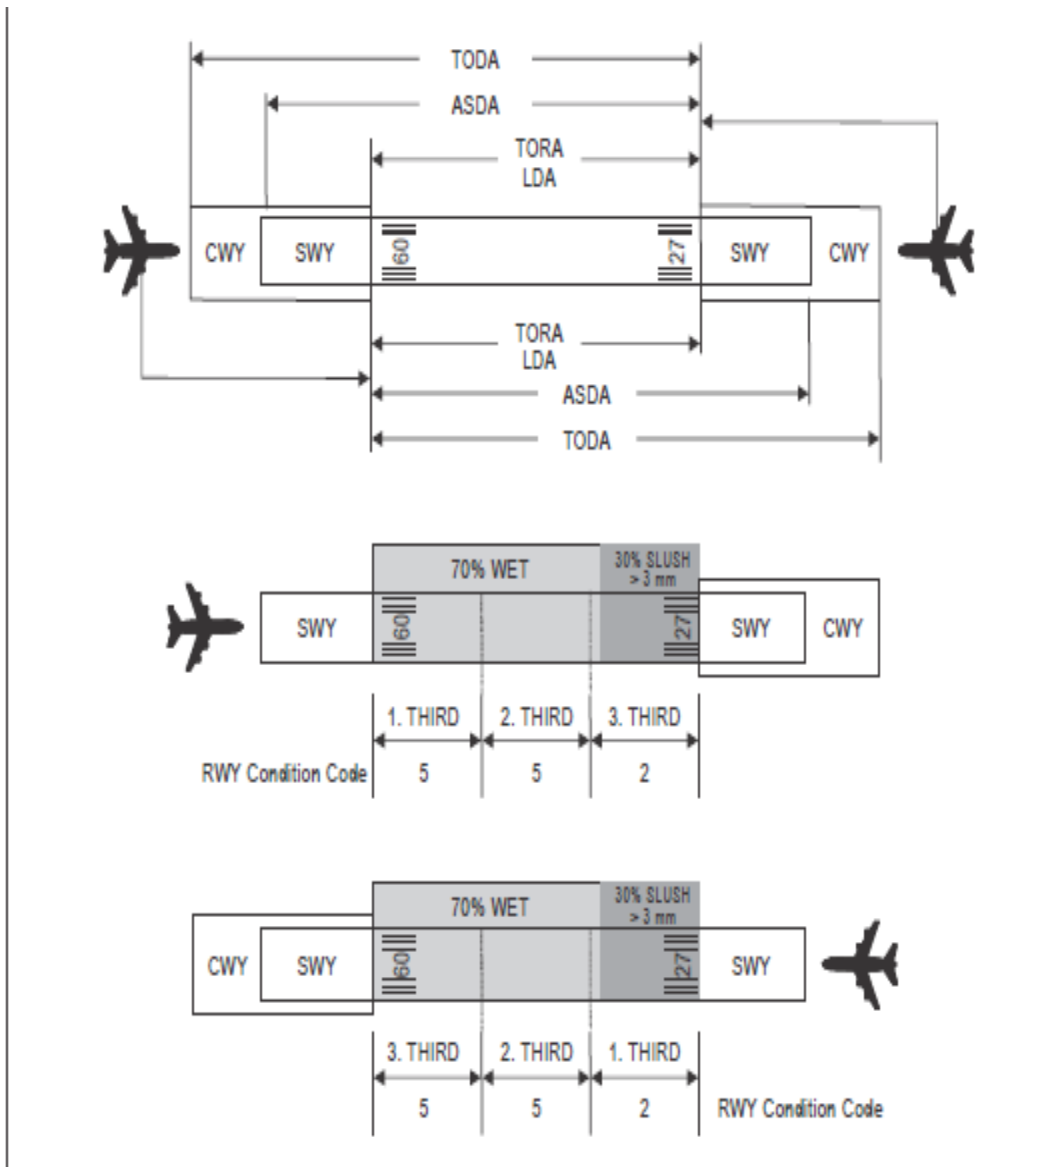 TODA
ASDA
TORA
LDA
CWY SWY 09 27 SWY CWY
TORA
LDA
ASDA
TODA
70% WET 30% SLUSH
> 3 mm
SWY 09 27 SWY CWY
1. THIRD 2. THIRD 3. THIRD
RWY Condition Code 5 5 2
70% WET 30% SLUSH
> 3 mm
CWY SWY 09 27 SWY
3. THIRD 2. THIRD 1. THIRD
5 5 2 RWY Condition Code